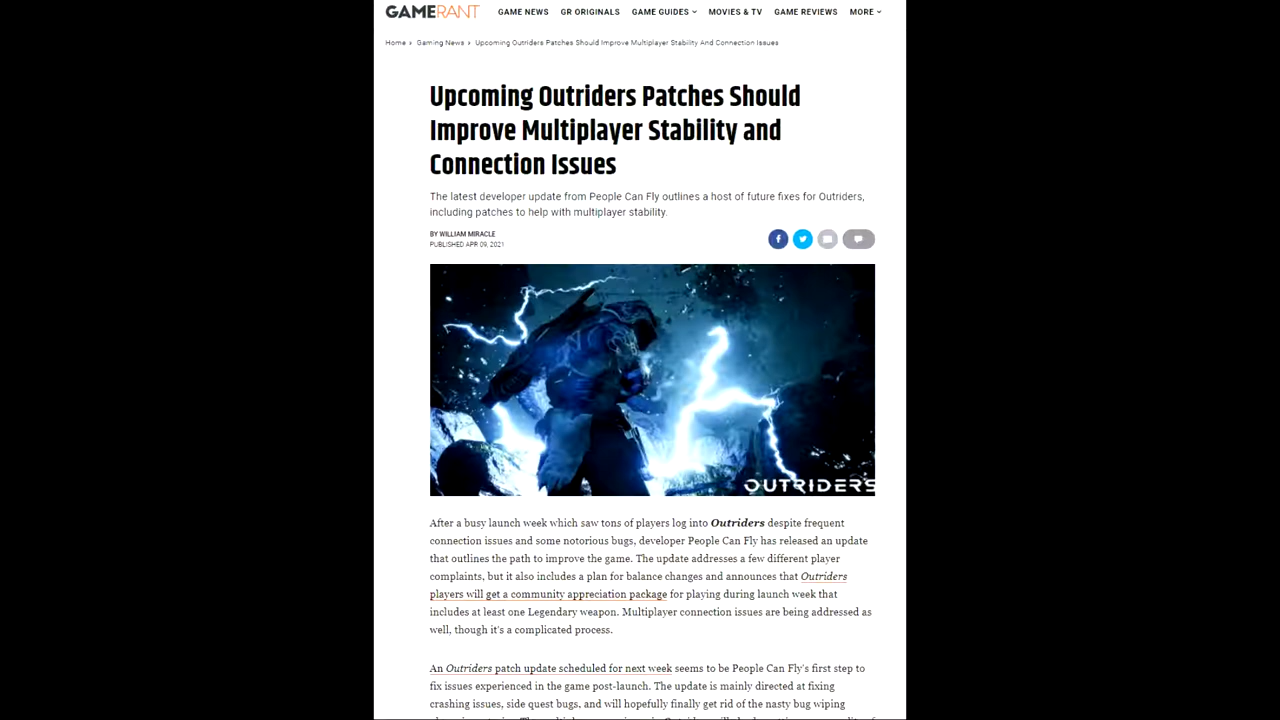 GAMERANT
GAME NEWS GR ORIGINALS GAME GUIDES MOVIES & TV GAME REVIEWS MORE
Home › Gaming News › Upcoming Outriders Patches Should Improve Multiplayer Stability And Connection Issues
Upcoming Outriders Patches Should
Improve Multiplayer Stability and
Connection Issues
The latest developer update from People Can Fly outlines a host of future fixes for Outriders,
including patches to help with multiplayer stability.
BY WILLIAM MIRACLE
PUBLISHED APR 09, 2021
OUTRIDERS
After a busy launch week which saw tons of players log into Outriders despite frequent
connection issues and some notorious bugs, developer People Can Fly has released an update
that outlines the path to improve the game. The update addresses a few different player
complaints, but it also includes a plan for balance changes and announces that Outriders
players will get a community appreciation package for playing during launch week that
includes at least one Legendary weapon. Multiplayer connection issues are being addressed as
well, though it's a complicated process.
An Outriders patch update scheduled for next week seems to be People Can Fly's first step to
fix issues experienced in the game post-launch. The update is mainly directed at fixing
crashing issues, side quest bugs, and will hopefully finally get rid of the nasty bug wiping